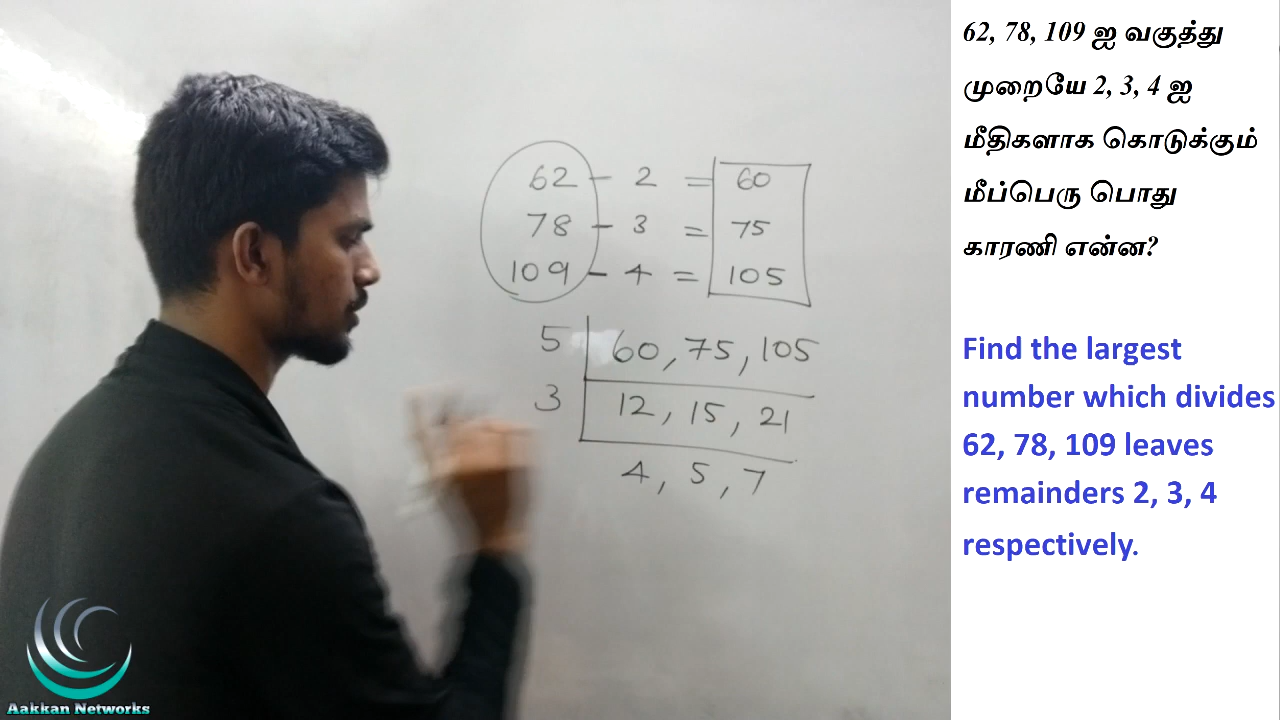 62 - 2 = 60
78 - 3 = 75
109 - 4 = 105
5 60, 75, 105
3 12, 15, 21
4, 5, 7
62, 78, 109 ஐ வகுத்து
முறையே 2, 3, 4 ஐ
மீதிகளாக கொடுக்கும்
மீப்பெரு பொது
காரணி என்ன?
Find the largest
number which divides
62, 78, 109 leaves
remainders 2, 3, 4
respectively.
Aakkan Networks